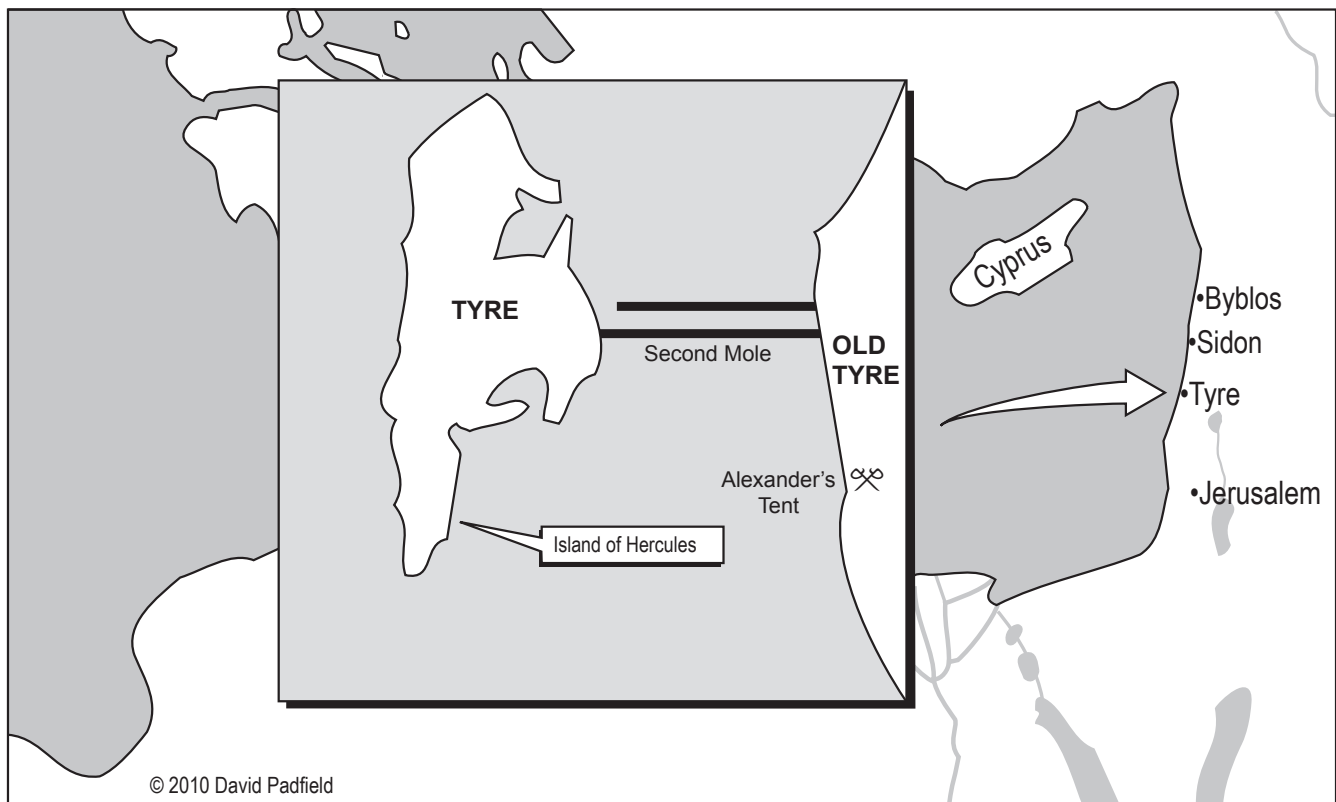 TYRE
Second Mole
OLD
TYRE
Alexander's
Tent
Island of Hercules
Cyprus
•Byblos
•Sidon
•Tyre
•Jerusalem
© 2010 David Padfield